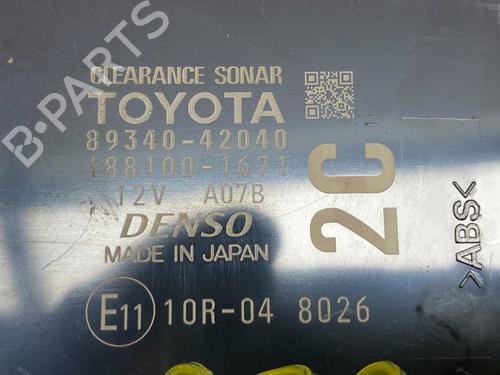 B-PARTS
CLEARANCE SONAR
TOYOTA
89340-42040
188100-1671
12V A07B
DENSO
MADE IN JAPAN
2C
>ABS<
E11 10R-04 8026